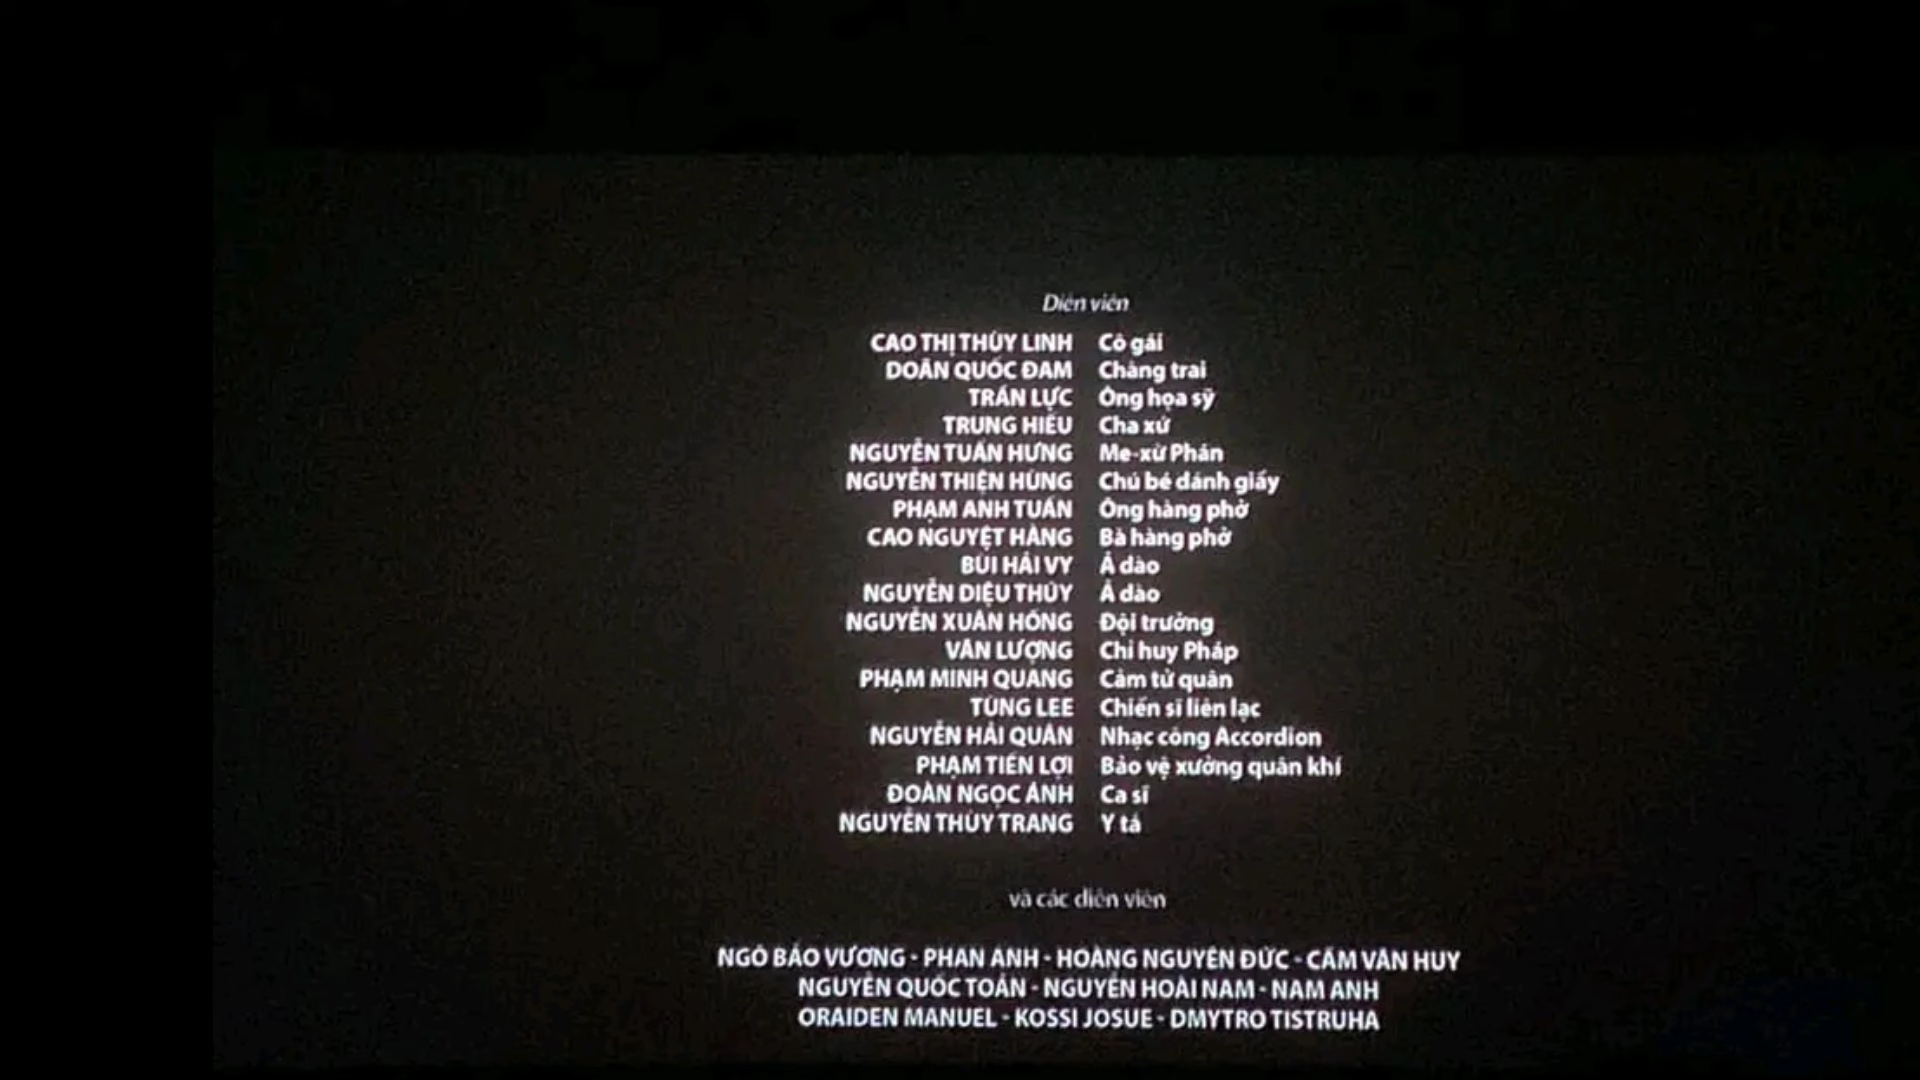 Diễn viên
CAO THỊ THÙY LINH Cô gái
DOÃN QUỐC ĐAM Chàng trai
TRẦN LỰC Ông họa sỹ
TRUNG HIẾU Cha xứ
NGUYỄN TUẤN HƯNG Me-xừ Phán
NGUYỄN THIỆN HÙNG Chú bé đánh giầy
PHẠM ANH TUẤN Ông hàng phở
CAO NGUYỆT HẰNG Bà hàng phở
BÙI HẢI VY Ả đào
NGUYỄN DIỆU THÚY Ả đào
NGUYỄN XUÂN HỒNG Đội trưởng
VĂN LƯỢNG Chỉ huy Pháp
PHẠM MINH QUANG Cảm tử quân
TÙNG LEE Chiến sĩ liên lạc
NGUYỄN HẢI QUÂN Nhạc công Accordion
PHẠM TIẾN LỢI Bảo vệ xưởng quân khí
ĐOÀN NGỌC ÁNH Ca sĩ
NGUYỄN THÙY TRANG Y tá
và các diễn viên
NGÔ BẢO VƯƠNG - PHAN ANH - HOÀNG NGUYÊN ĐỨC - CẦM VĂN HUY
NGUYỄN QUỐC TOẢN - NGUYỄN HOÀI NAM - NAM ANH
ORAIDEN MANUEL - KOSSI JOSUE - DMYTRO TISTRUHA